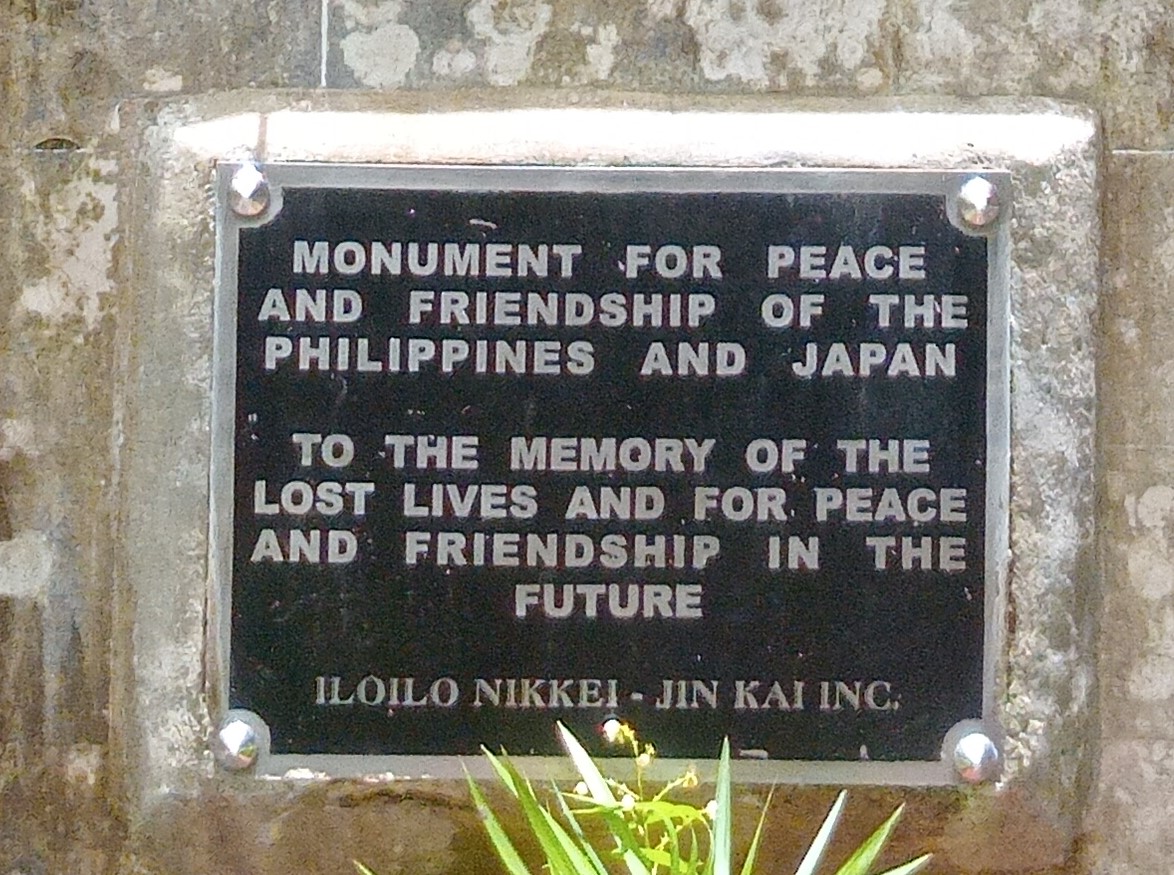 MONUMENT FOR PEACE
AND FRIENDSHIP OF THE
PHILIPPINES AND JAPAN
TO THE MEMORY OF THE
LOST LIVES AND FOR PEACE
AND FRIENDSHIP IN THE
FUTURE
ILOILO NIKKEI - JIN KAI INC.